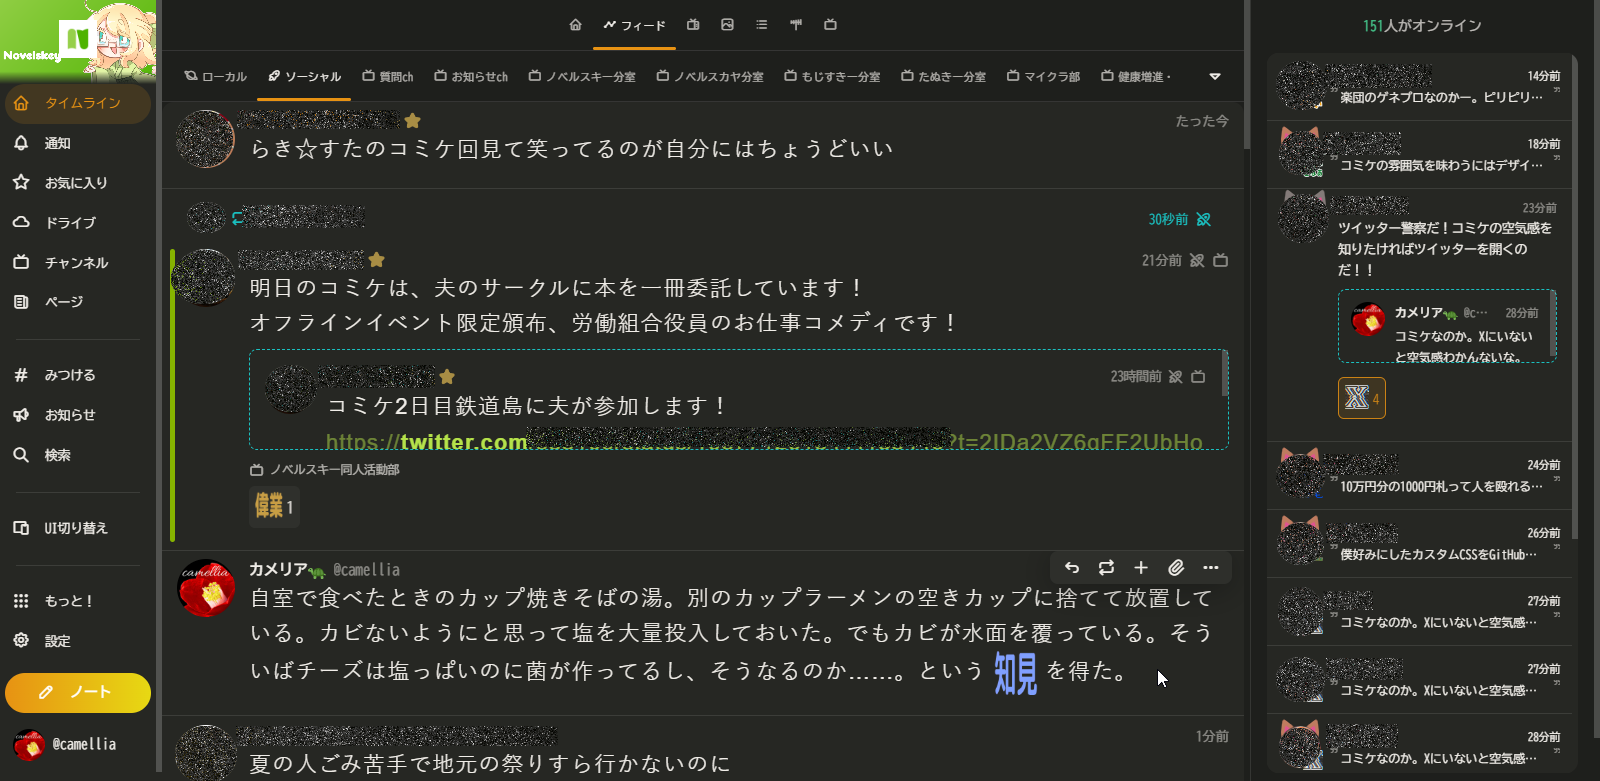 Novelskey
タイムライン
通知
お気に入り
ドライブ
チャンネル
ページ
みつける
お知らせ
検索
UI切り替え
もっと！
設定
ノート
@camellia
フィード
ローカル
ソーシャル
質問ch
お知らせch
ノベルスキー分室
ノベルスカヤ分室
もじすきー分室
たぬきー分室
マイクラ部
健康増進・
たった今
らき☆すたのコミケ回見て笑ってるのが自分にはちょうどいい
30秒前
21分前
明日のコミケは、夫のサークルに本を一冊委託しています！
オフラインイベント限定頒布、労働組合役員のお仕事コメディです！
23時間前
コミケ2日目鉄道島に夫が参加します！
https://twitter.com
?t=2IDa2VZ6gFF2UbHo
ノベルスキー同人活動部
偉業 1
カメリア @camellia
自室で食べたときのカップ焼きそばの湯。別のカップラーメンの空きカップに捨てて放置して
いる。カビないようにと思って塩を大量投入しておいた。でもカビが水面を覆っている。そう
いばチーズは塩っぱいのに菌が作ってるし、そうなるのか……。という 知見 を得た。
1分前
夏の人ごみ苦手で地元の祭りすら行かないのに
151人がオンライン
14分前
楽団のゲネプロなのかー。ピリピリ…
18分前
コミケの雰囲気を味わうにはデザイ…
23分前
ツイッター警察だ！コミケの空気感を
知りたければツイッターを開くの
だ！！
カメリア @c… 28分前
コミケなのか。Xにいない
と空気感わかんないな。
X 4
24分前
10万円分の1000円札って人を殴れる…
26分前
僕好みにしたカスタムCSSをGitHub…
27分前
コミケなのか。Xにいないと空気感…
27分前
コミケなのか。Xにいないと空気感…
28分前
コミケなのか。Xにいないと空気感…